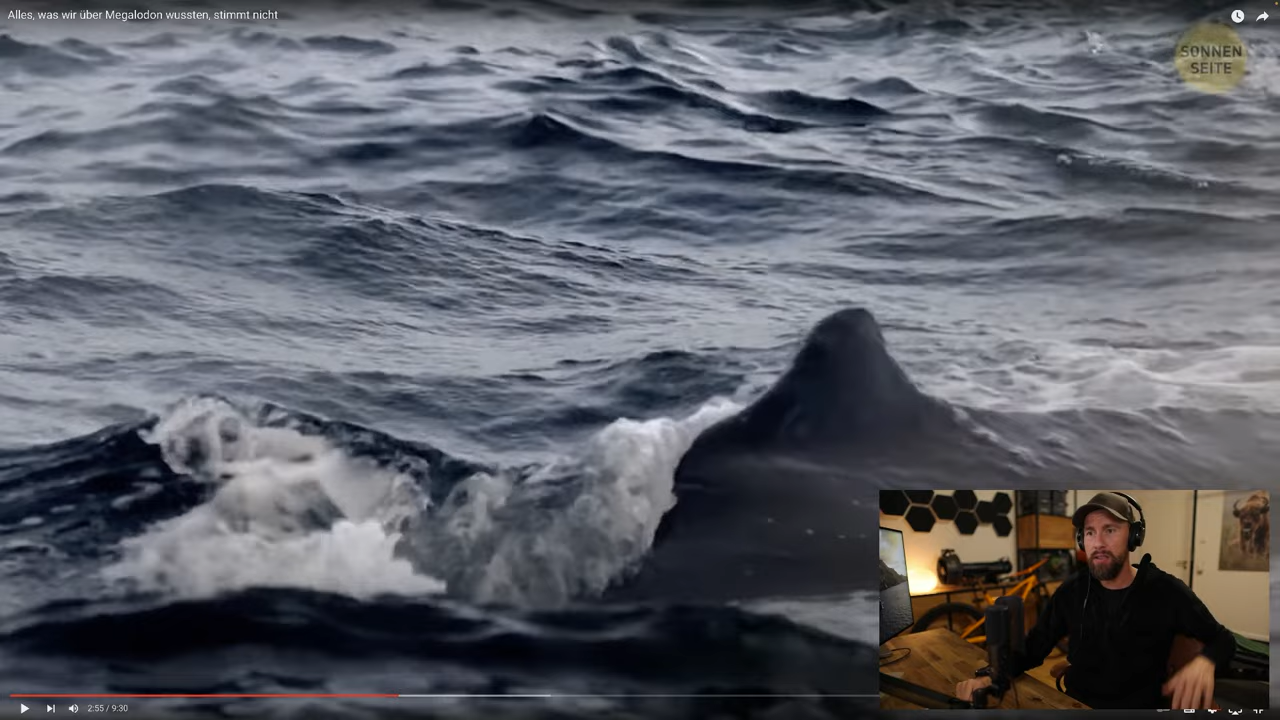 Alles, was wir über Megalodon wussten, stimmt nicht
SONNEN
SEITE
2:55 / 9:30